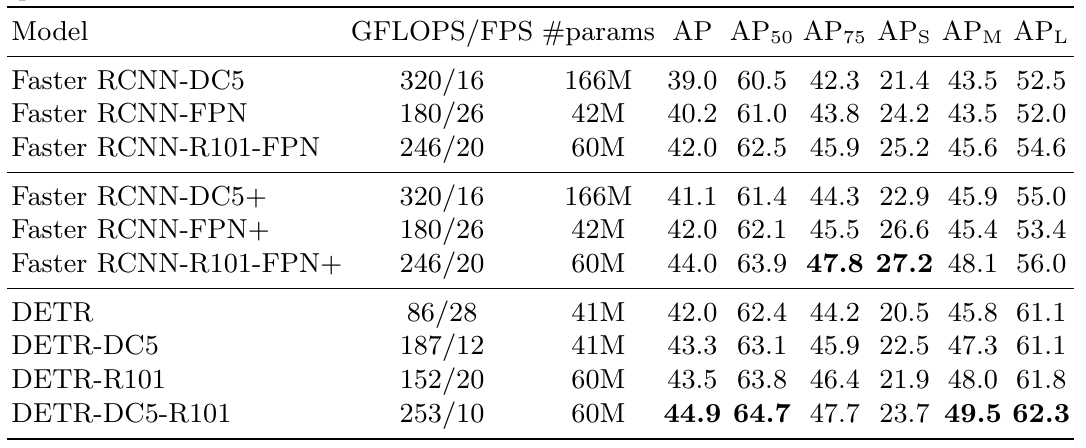 Model GFLOPS/FPS #params AP AP50 AP75 APS APM APL
Faster RCNN-DC5 320/16 166M 39.0 60.5 42.3 21.4 43.5 52.5
Faster RCNN-FPN 180/26 42M 40.2 61.0 43.8 24.2 43.5 52.0
Faster RCNN-R101-FPN 246/20 60M 42.0 62.5 45.9 25.2 45.6 54.6
Faster RCNN-DC5+ 320/16 166M 41.1 61.4 44.3 22.9 45.9 55.0
Faster RCNN-FPN+ 180/26 42M 42.0 62.1 45.5 26.6 45.4 53.4
Faster RCNN-R101-FPN+ 246/20 60M 44.0 63.9 47.8 27.2 48.1 56.0
DETR 86/28 41M 42.0 62.4 44.2 20.5 45.8 61.1
DETR-DC5 187/12 41M 43.3 63.1 45.9 22.5 47.3 61.1
DETR-R101 152/20 60M 43.5 63.8 46.4 21.9 48.0 61.8
DETR-DC5-R101 253/10 60M 44.9 64.7 47.7 23.7 49.5 62.3